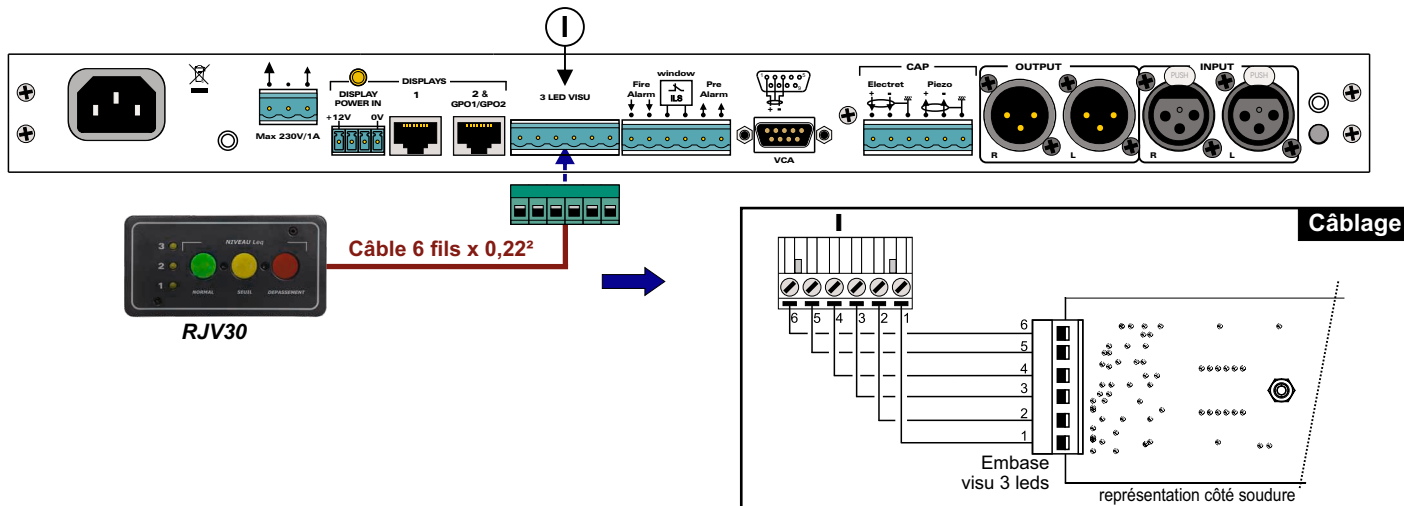 I
DISPLAYS
DISPLAY
POWER IN
+12V 0V
1
2 &
GPO1/GPO2
3 LED VISU
Fire
Alarm
window
ILS
Pre
Alarm
VCA
CAP
Electret
+ -
Piezo
+ -
OUTPUT
R L
INPUT
PUSH PUSH
R L
Max 230V/1A
+ -
NIVEAU Leq
3
2
1
NORMAL SEUIL DEPASSEMENT
RJV30
Câble 6 fils x 0,22²
Câblage
I
6 5 4 3 2 1
6
5
4
3
2
1
Embase
visu 3 leds
représentation côté soudure